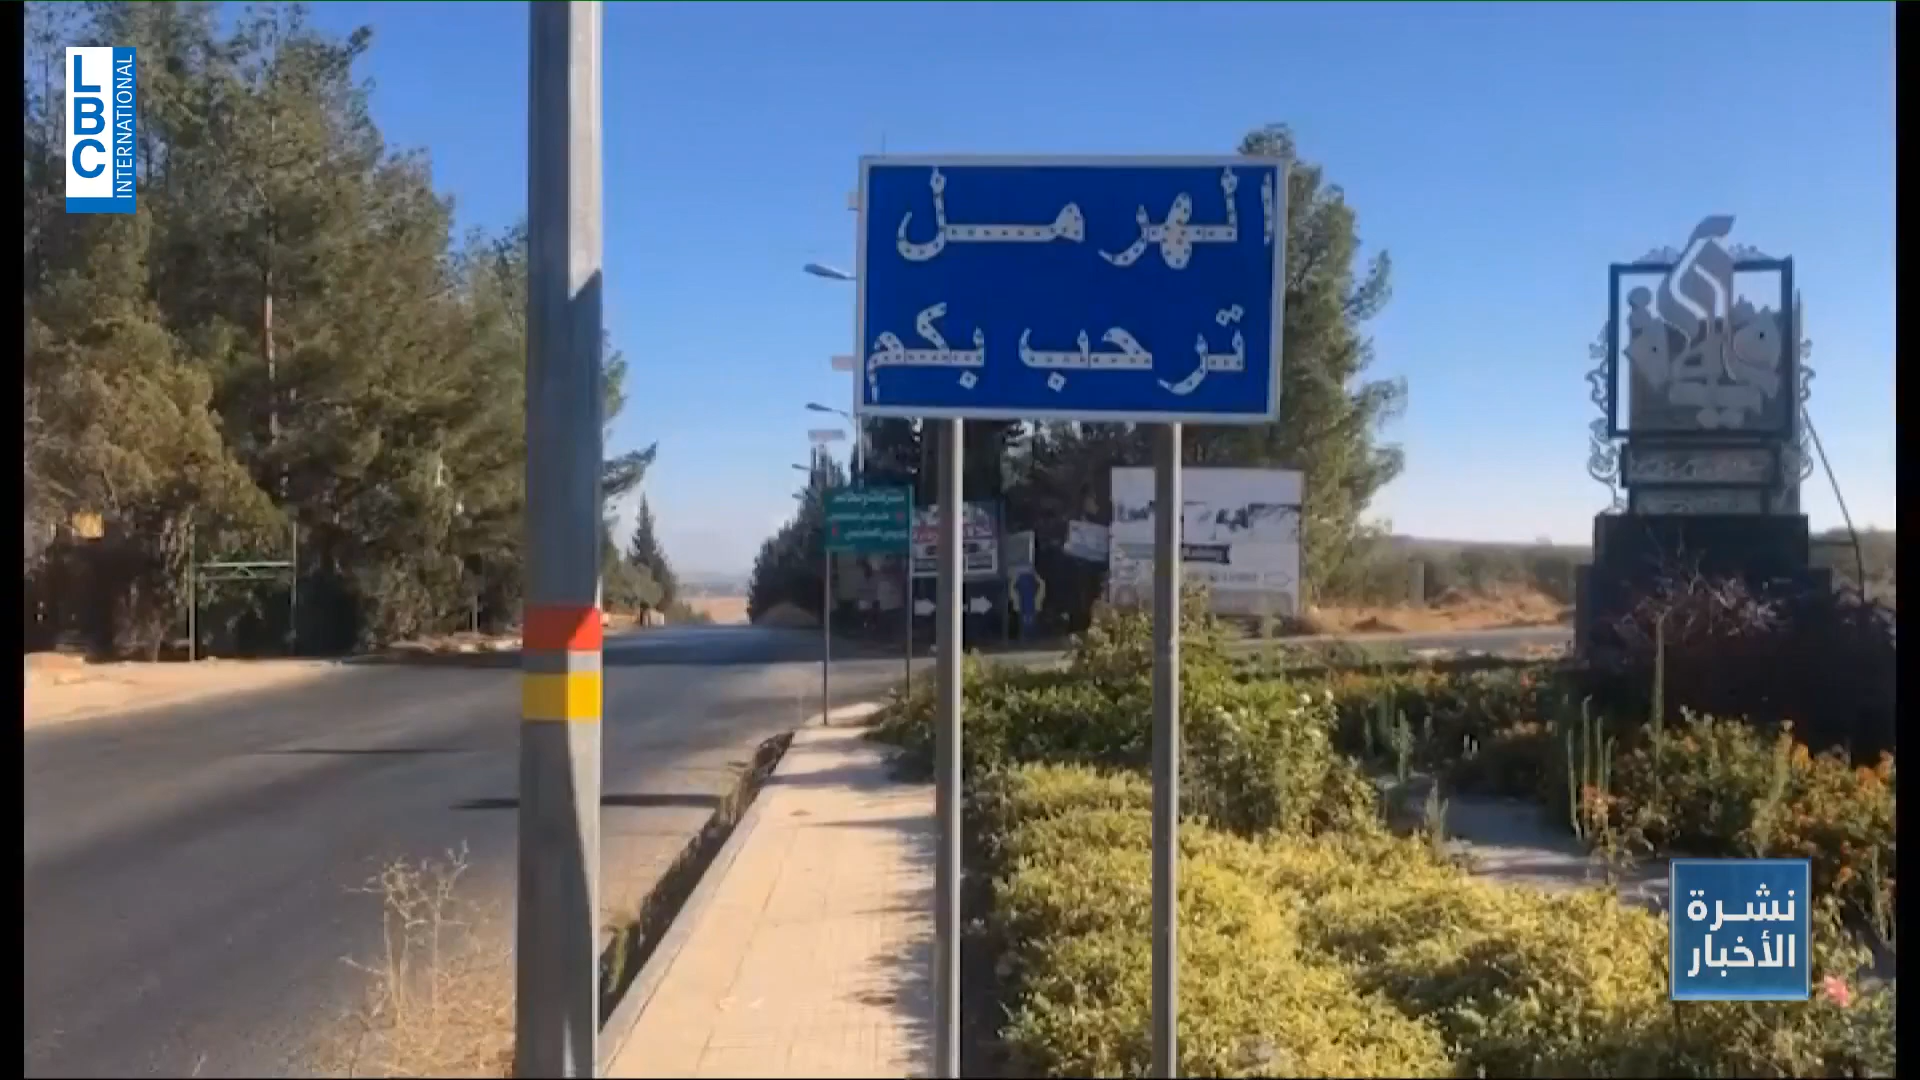 LBC
INTERNATIONAL
الهرمل
ترحب بكم
نشرة
الأخبار